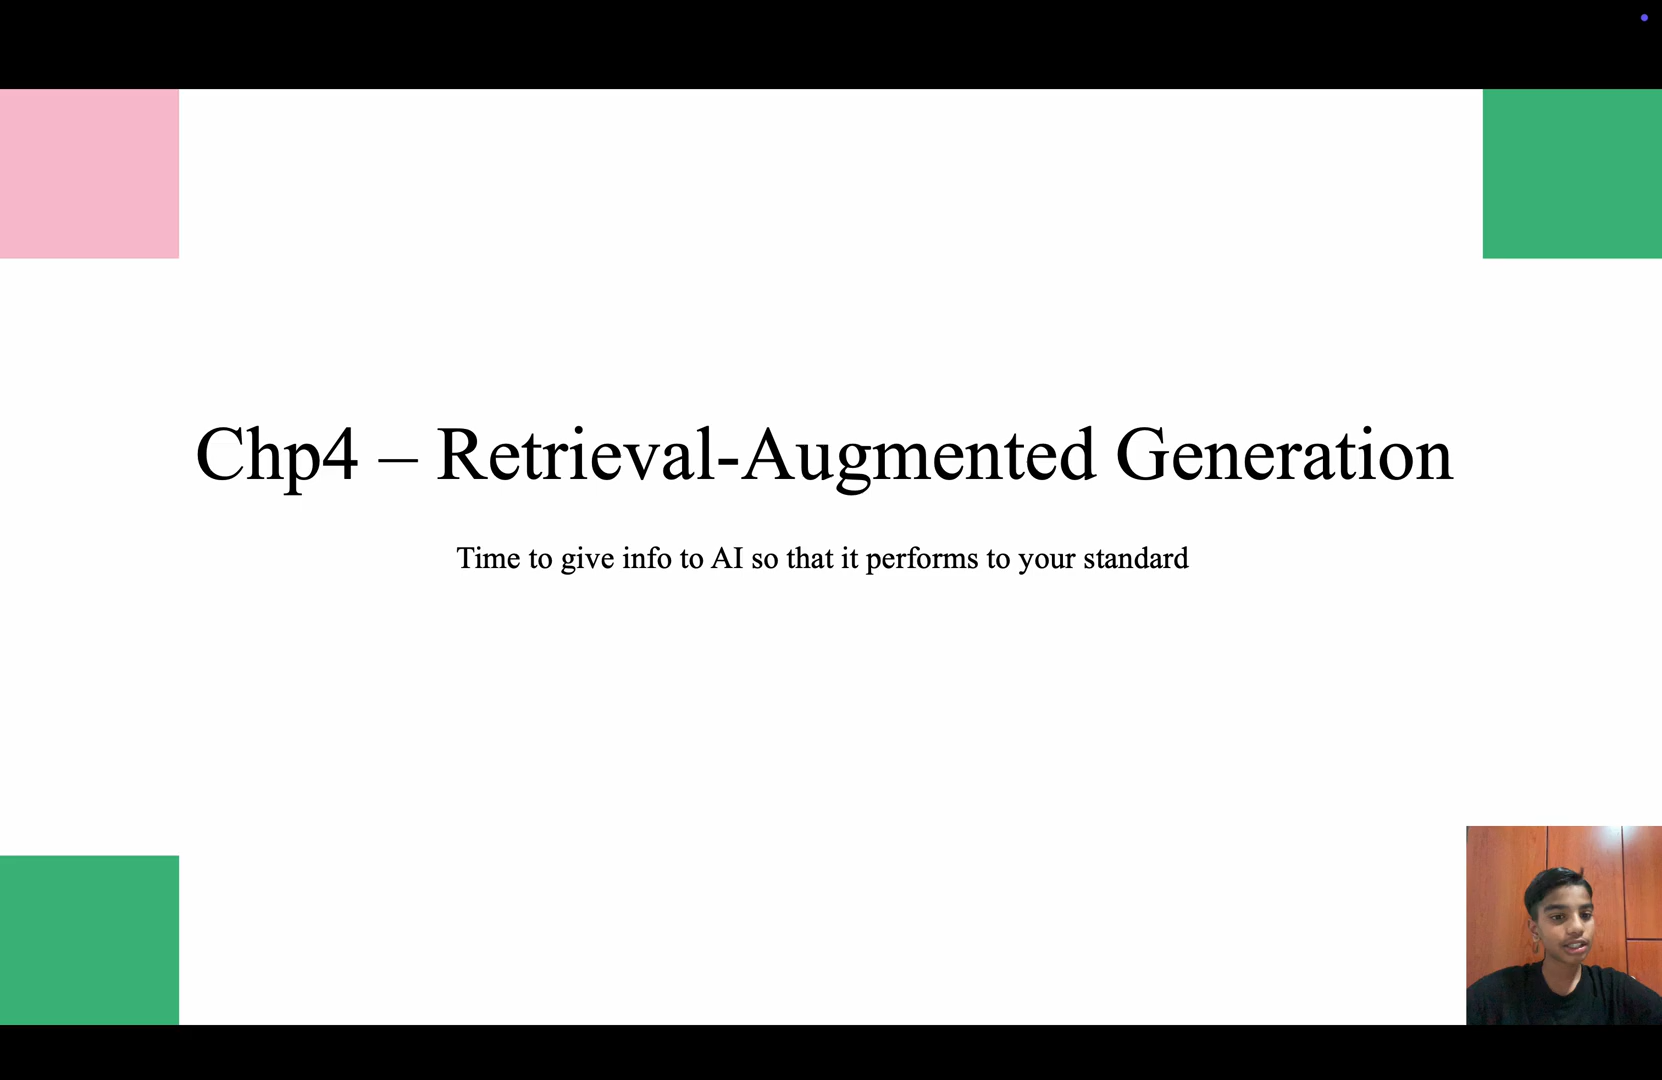 Chp4 – Retrieval-Augmented Generation
Time to give info to AI so that it performs to your standard